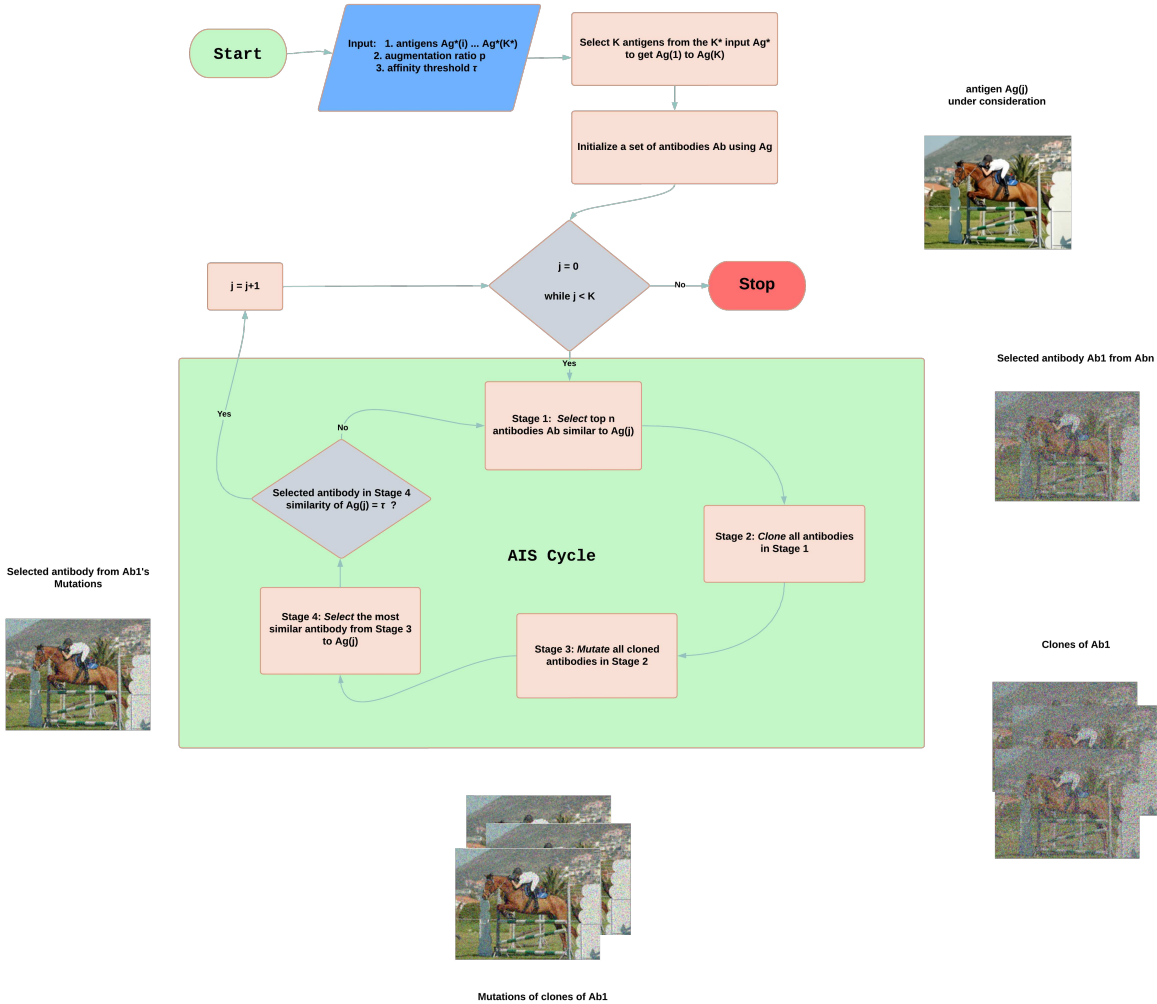 Start
Input: 1. antigens Ag*(i) ... Ag*(K*)
2. augmentation ratio p
3. affinity threshold τ
Select K antigens from the K* input Ag*
to get Ag(1) to Ag(K)
antigen Ag(j)
under consideration
Initialize a set of antibodies Ab using Ag
j = 0
while j < K
j = j+1
No
Stop
Yes
Selected antibody Ab1 from Abn
Yes
No
Stage 1: Select top n
antibodies Ab similar to Ag(j)
Selected antibody in Stage 4
similarity of Ag(j) = τ ?
Stage 2: Clone all antibodies
in Stage 1
AIS Cycle
Selected antibody from Ab1's
Mutations
Stage 4: Select the most
similar antibody from Stage 3
to Ag(j)
Stage 3: Mutate all cloned
antibodies in Stage 2
Clones of Ab1
Mutations of clones of Ab1